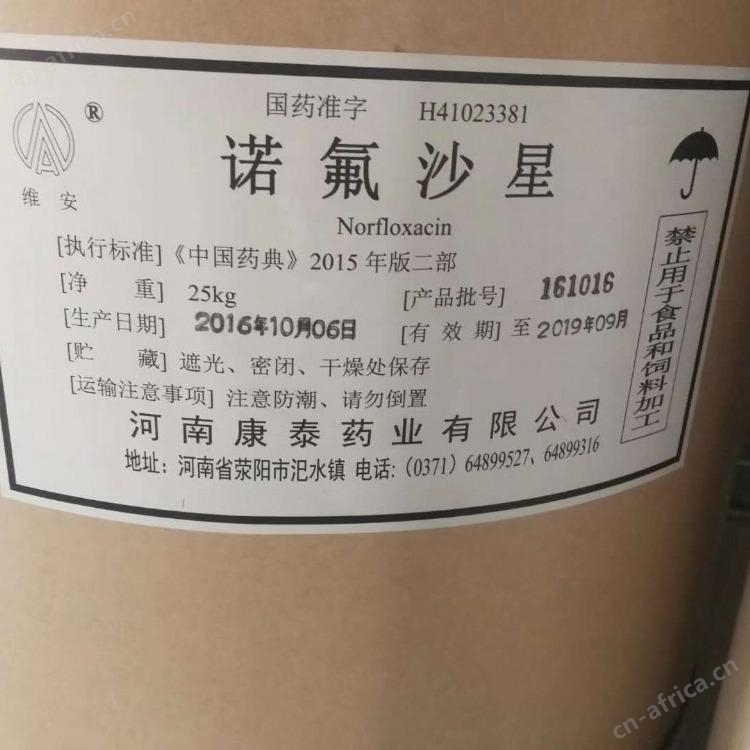 cn-africa.cn
®
维安
国药准字 H41023381
诺氟沙星
Norfloxacin
[执行标准]《中国药典》2015年版二部
[净 重] 25kg
[产品批号] 161016
[生产日期] 2016年10月06日
[有 效 期] 至 2019年09月
[贮 藏] 遮光、密闭、干燥处保存
[运输注意事项] 注意防潮、请勿倒置
河南康泰药业有限公司
地址: 河南省荥阳市汜水镇 电话: (0371) 64899527、64899316
禁止用于食品和饲料加工
cn-africa.cn